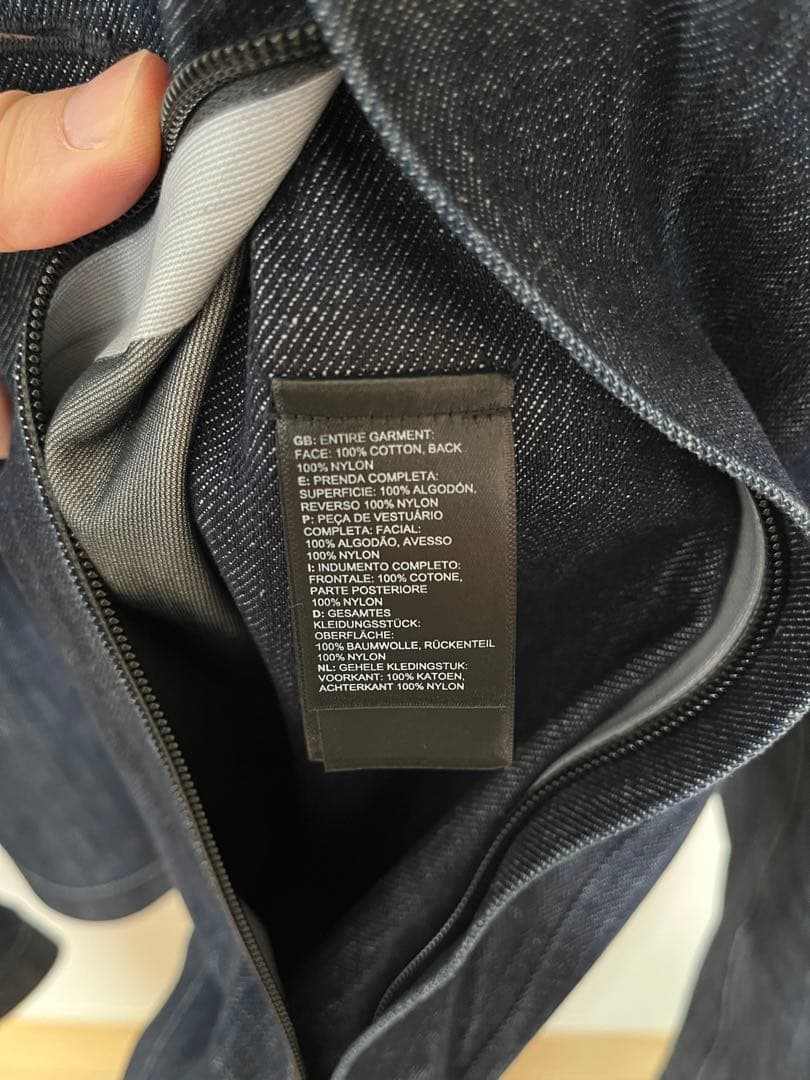 GB: ENTIRE GARMENT:
FACE: 100% COTTON, BACK
100% NYLON
E: PRENDA COMPLETA:
SUPERFICIE: 100% ALGODÓN,
REVERSO 100% NYLON
P: PEÇA DE VESTUÁRIO
COMPLETA: FACIAL:
100% ALGODÃO, AVESSO
100% NYLON
I: INDUMENTO COMPLETO:
FRONTALE: 100% COTONE,
PARTE POSTERIORE
100% NYLON
D: GESAMTES
KLEIDUNGSSTÜCK:
OBERFLÄCHE:
100% BAUMWOLLE, RÜCKENTEIL
100% NYLON
NL: GEHELE KLEDINGSTUK:
VOORKANT: 100% KATOEN,
ACHTERKANT 100% NYLON